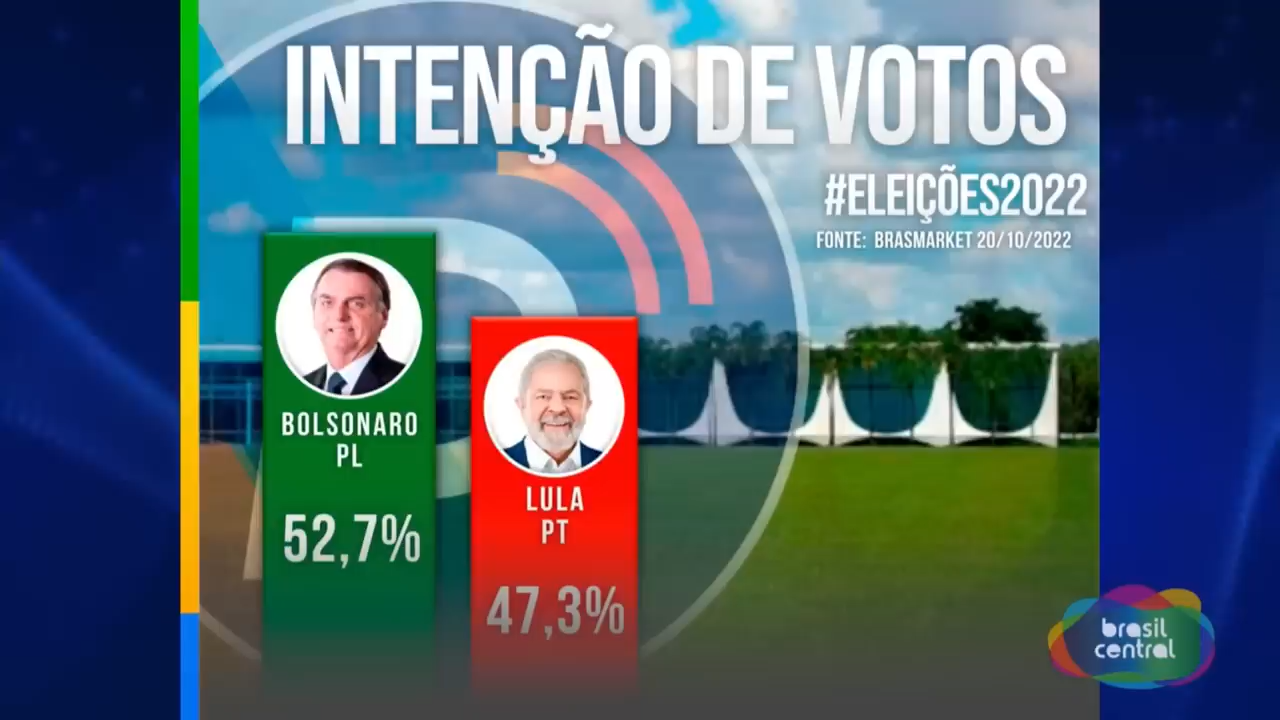 INTENÇÃO DE VOTOS
#ELEIÇÕES2022
FONTE: BRASMARKET 20/10/2022
BOLSONARO
PL
52,7%
LULA
PT
47,3%
brasil
central